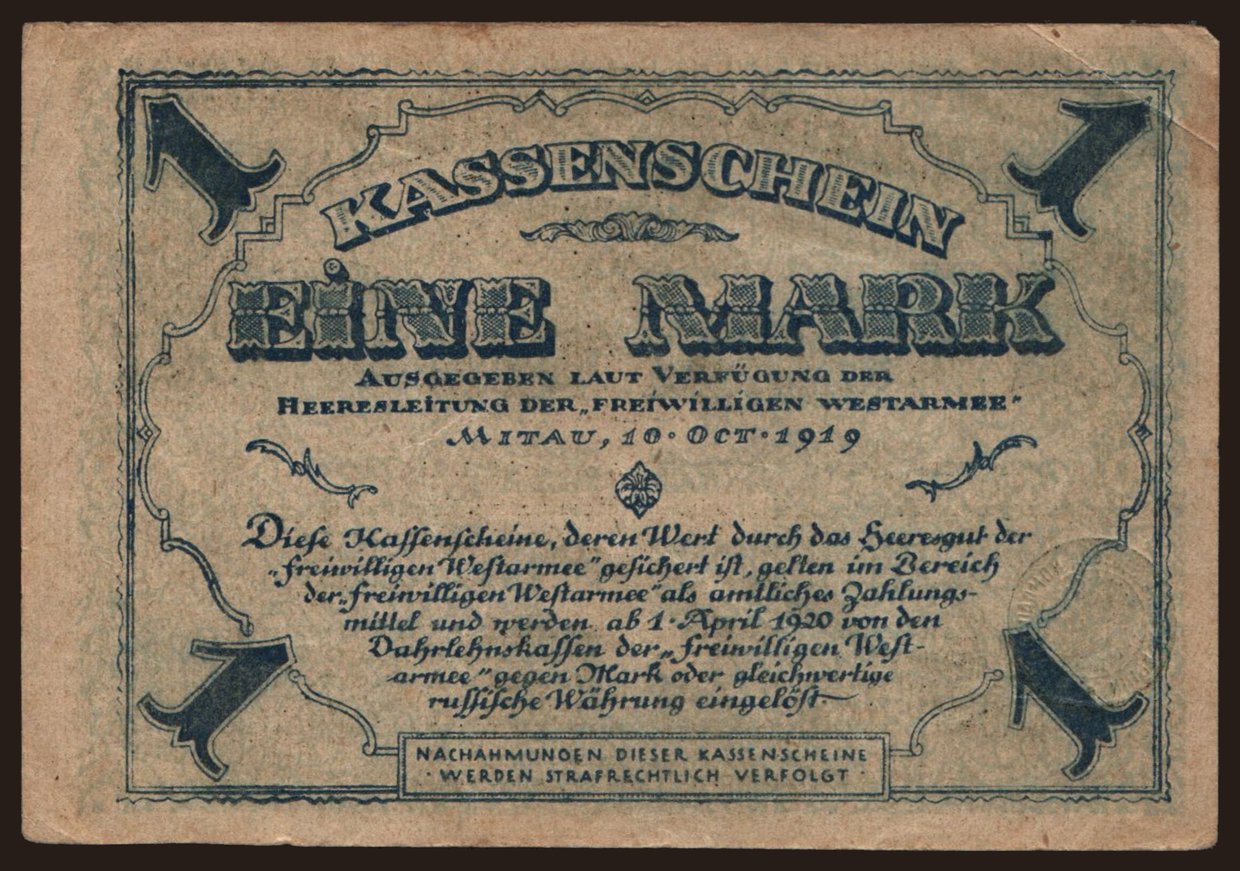 1 1
KASSENSCHEIN
EINE MARK
AUSGEGEBEN LAUT VERFÜGUNG DER
HEERESLEITUNG DER „FREIWILLIGEN WESTARMEE"
MITAU, 10. OCT. 1919
Diese Kassenscheine, deren Wert durch das Heeresgut der
„freiwilligen Westarmee" gesichert ist, gelten im Bereich
der „freiwilligen Westarmee" als amtliches Zahlungs-
mittel und werden ab 1. April 1920 von den
Dahrlehnskassen der „freiwilligen West-
armee" gegen Mark oder gleichwertige
russische Währung eingelöst.
1 1
NACHAHMUNGEN DIESER KASSENSCHEINE
· WERDEN STRAFRECHTLICH VERFOLGT ·